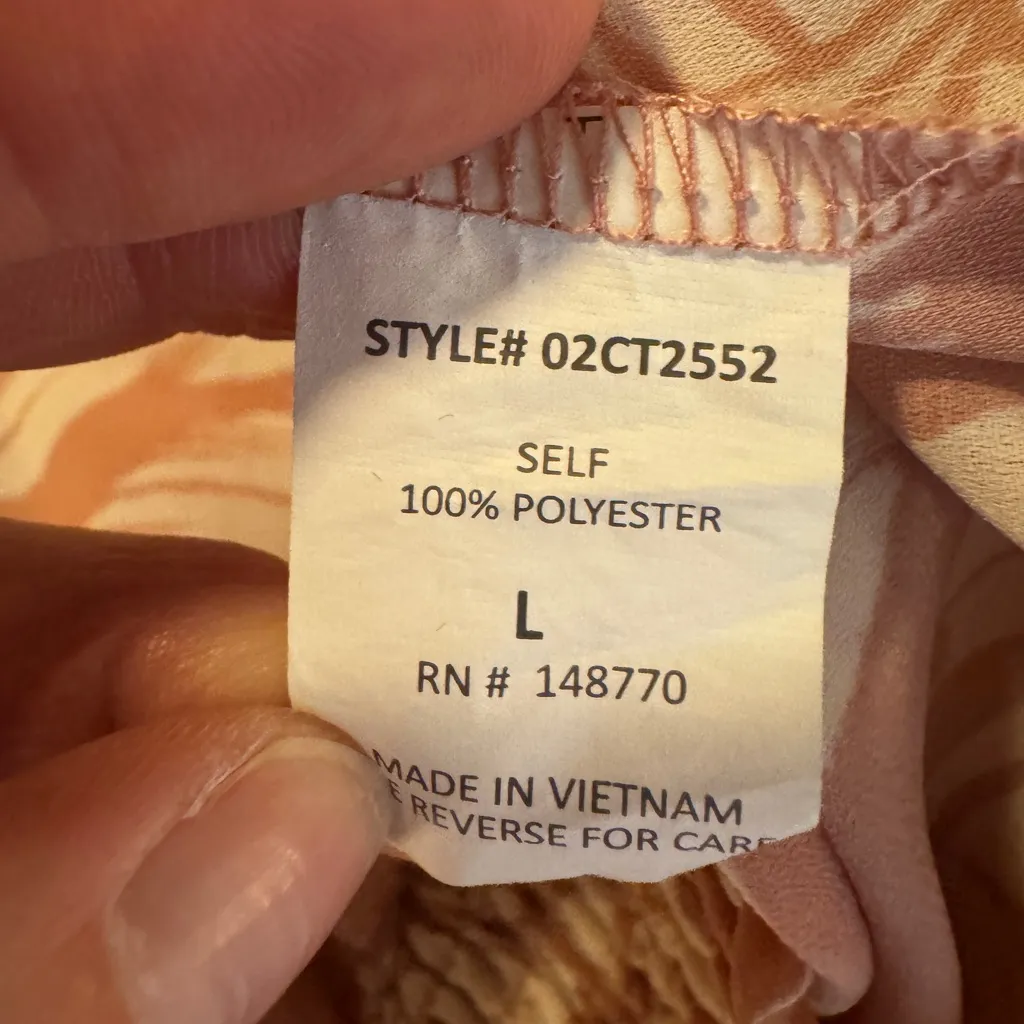 STYLE# 02CT2552
SELF
100% POLYESTER
L
RN # 148770
MADE IN VIETNAM
REVERSE FOR CARE